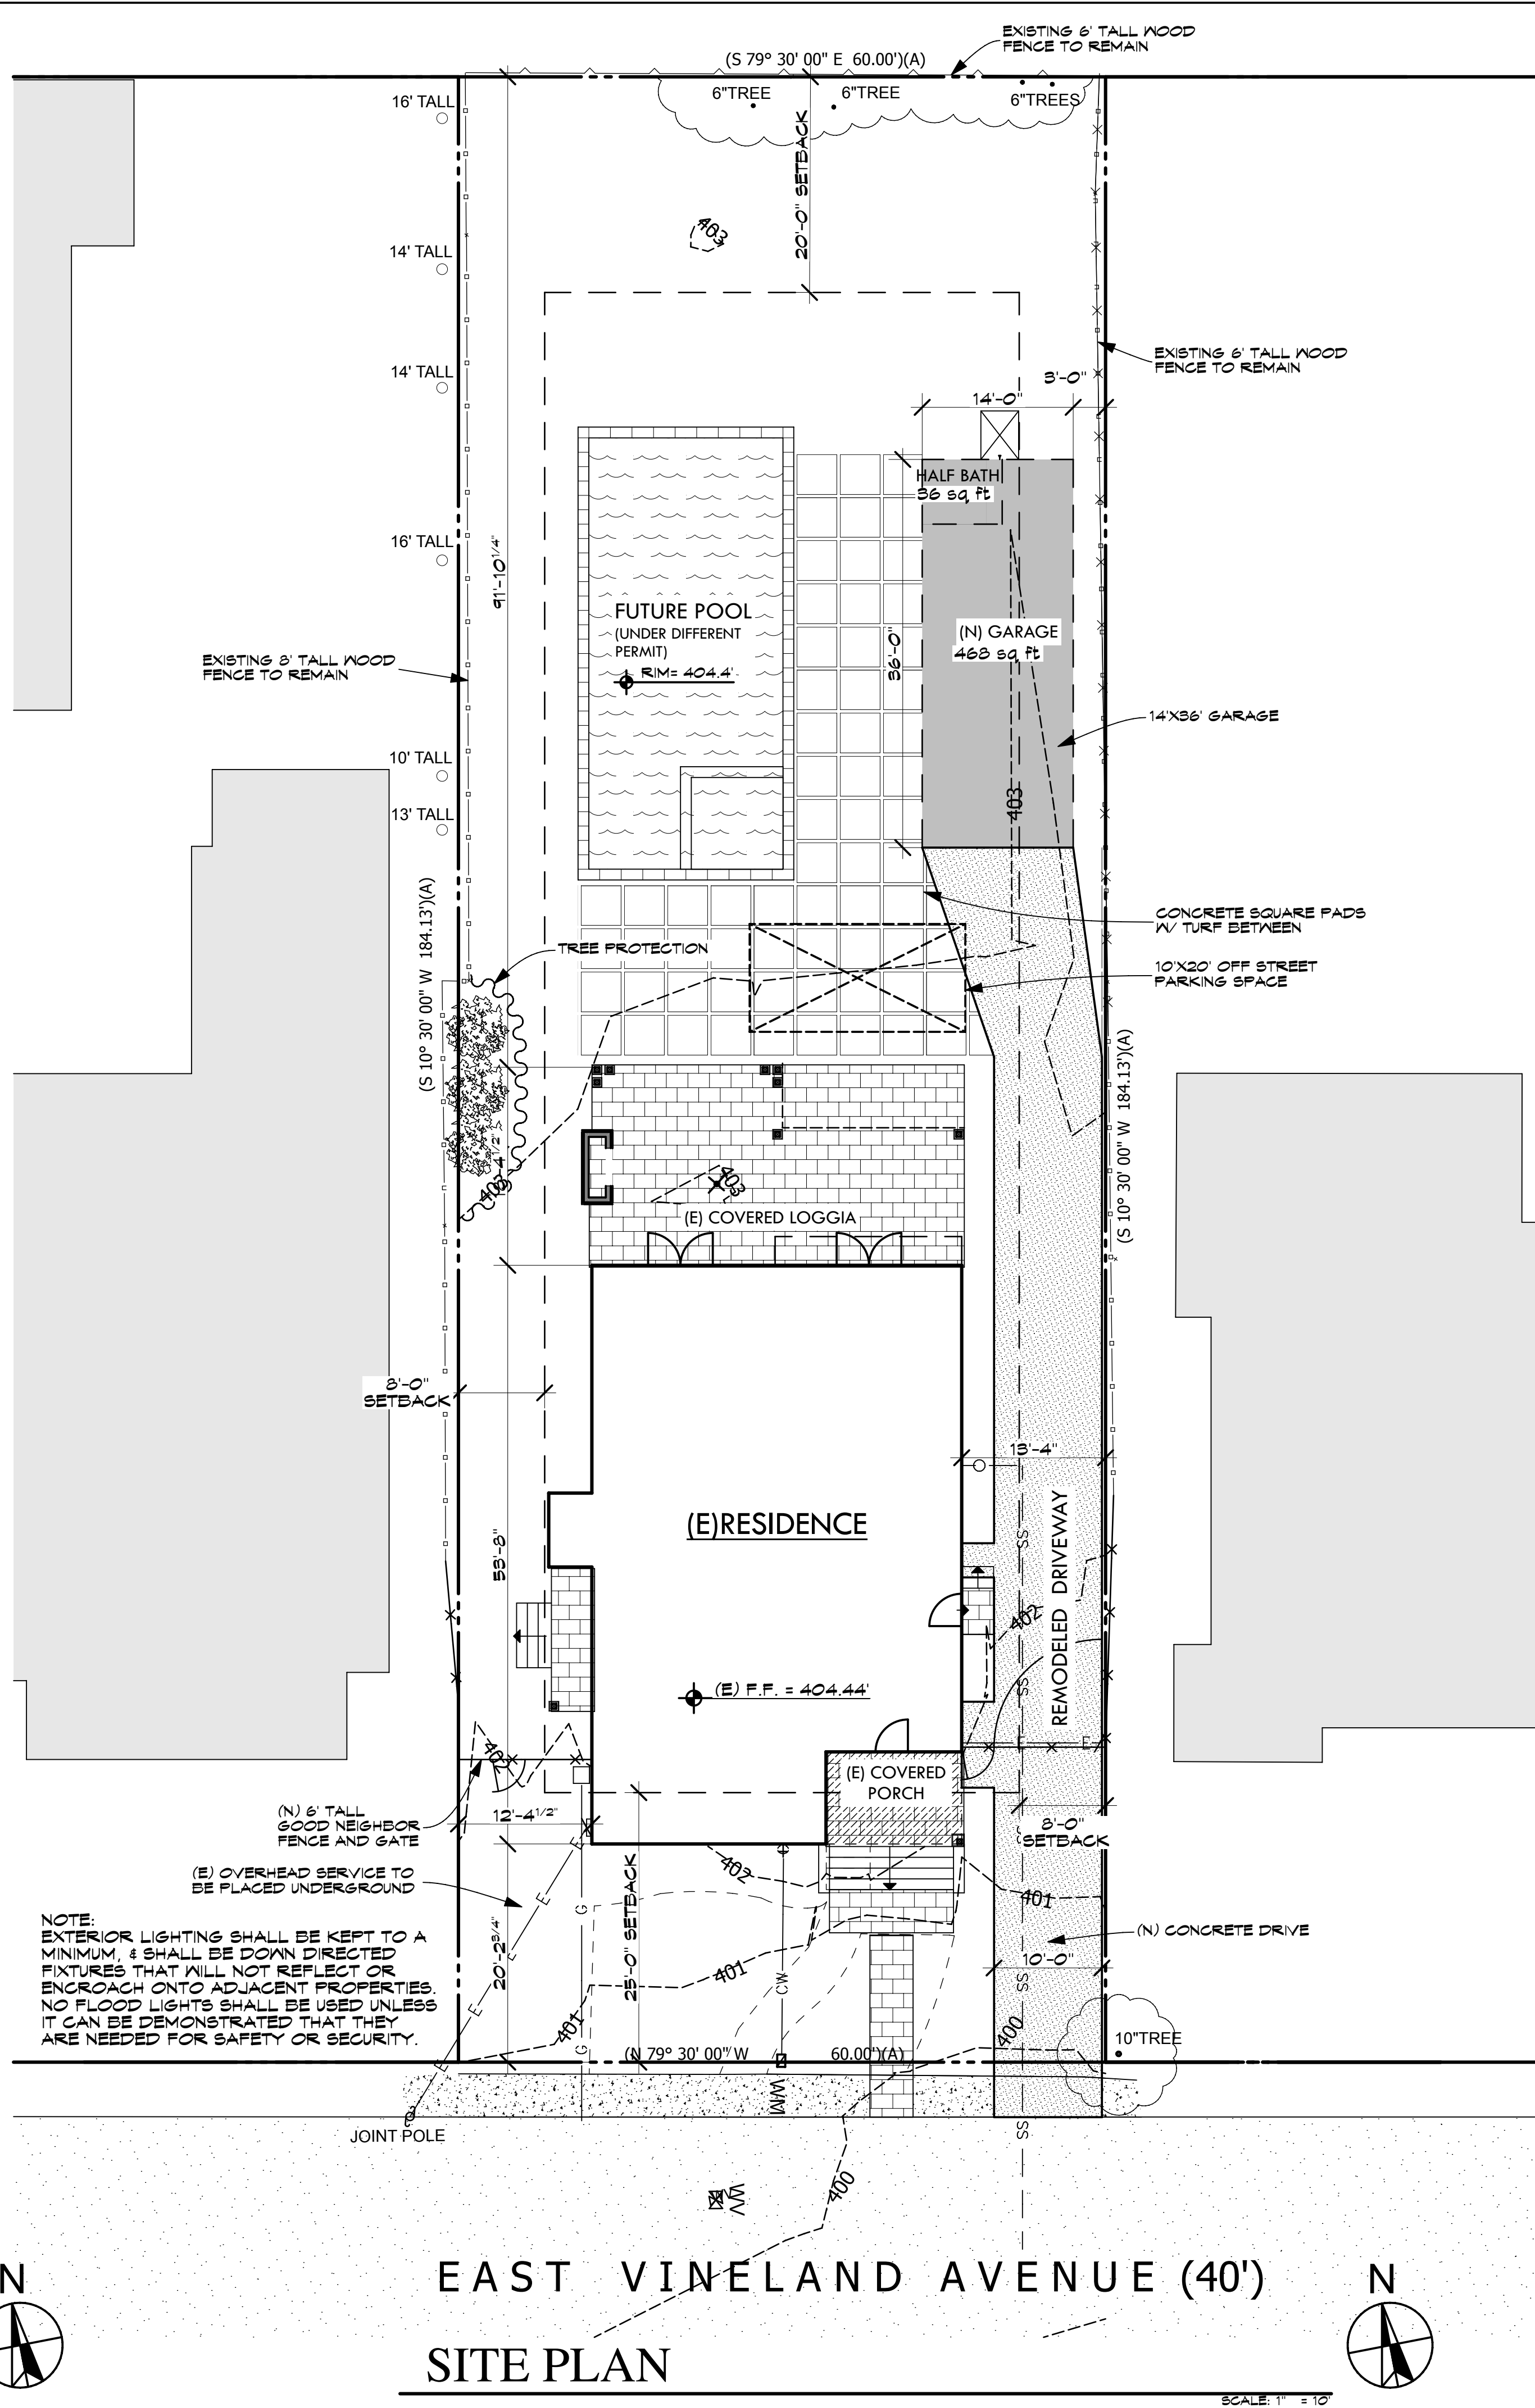 EXISTING 6' TALL WOOD
FENCE TO REMAIN
(S 79° 30' 00" E 60.00')(A)
16' TALL
6"TREE
6"TREE
6"TREES
20'-0" SETBACK
403
14' TALL
14' TALL
EXISTING 6' TALL WOOD
FENCE TO REMAIN
3'-0"
14'-0"
HALF BATH
36 sq ft
16' TALL
91'-10 1/4"
FUTURE POOL
(UNDER DIFFERENT
PERMIT)
RIM= 404.4'
36'-0"
(N) GARAGE
468 sq ft
EXISTING 8' TALL WOOD
FENCE TO REMAIN
14'X36' GARAGE
10' TALL
13' TALL
403
(S 10° 30' 00" W 184.13')(A)
CONCRETE SQUARE PADS
W/ TURF BETWEEN
TREE PROTECTION
10'X20' OFF STREET
PARKING SPACE
(S 10° 30' 00" W 184.13')(A)
403
(E) COVERED LOGGIA
8'-0"
SETBACK
13'-4"
(E)RESIDENCE
53'-8"
SS
REMODELED DRIVEWAY
402
SS
(E) F.F. = 404.44'
E
(E) COVERED
PORCH
(N) 6' TALL
GOOD NEIGHBOR
FENCE AND GATE
12'-4 1/2"
8'-0"
SETBACK
(E) OVERHEAD SERVICE TO
BE PLACED UNDERGROUND
E
E
G
402
401
NOTE:
EXTERIOR LIGHTING SHALL BE KEPT TO A
MINIMUM, & SHALL BE DOWN DIRECTED
FIXTURES THAT WILL NOT REFLECT OR
ENCROACH ONTO ADJACENT PROPERTIES.
NO FLOOD LIGHTS SHALL BE USED UNLESS
IT CAN BE DEMONSTRATED THAT THEY
ARE NEEDED FOR SAFETY OR SECURITY.
20'-2 3/4"
25'-0" SETBACK
(N) CONCRETE DRIVE
10'-0"
401
CW
SS
E
E
401
G
400
10"TREE
(N 79° 30' 00" W 60.00')(A)
E
WM
JOINT POLE
SS
WV
400
EAST VINELAND AVENUE (40')
N
N
SITE PLAN
SCALE: 1" = 10'